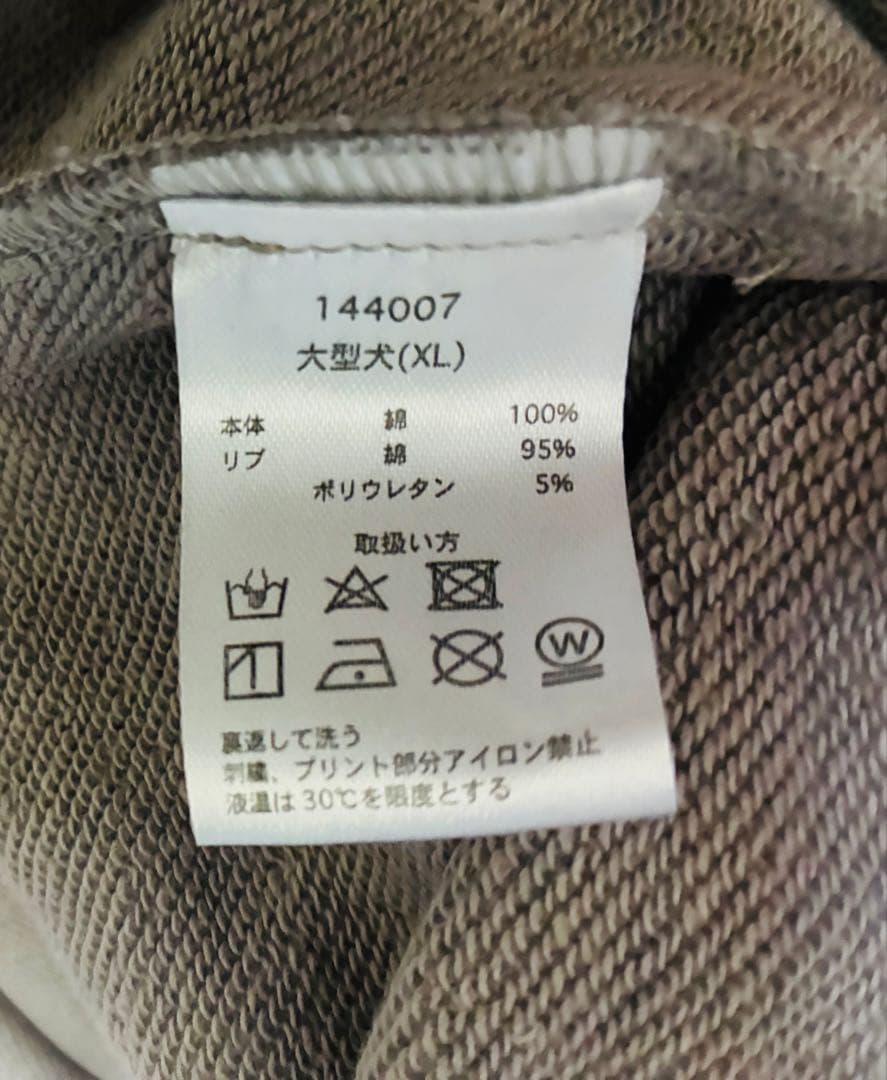 144007
大型犬(XL)
本体 綿 100%
リブ 綿 95%
ポリウレタン 5%
取扱い方
W
裏返して洗う
刺繍、プリント部分アイロン禁止
液温は30℃を限度とする